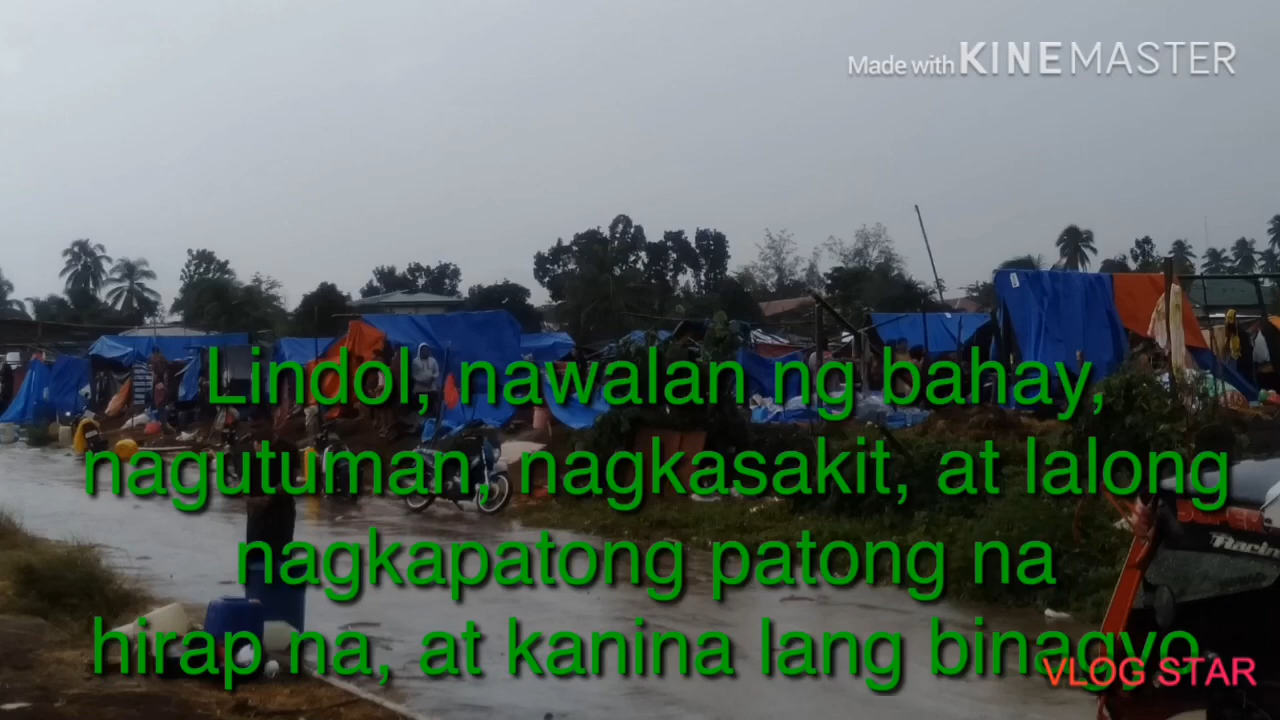 Made with KINEMASTER
Lindol, nawalan ng bahay,
nagutuman, nagkasakit, at lalong
nagkapatong patong na
hirap na, at kanina lang binagyo
Racin
VLOG STAR